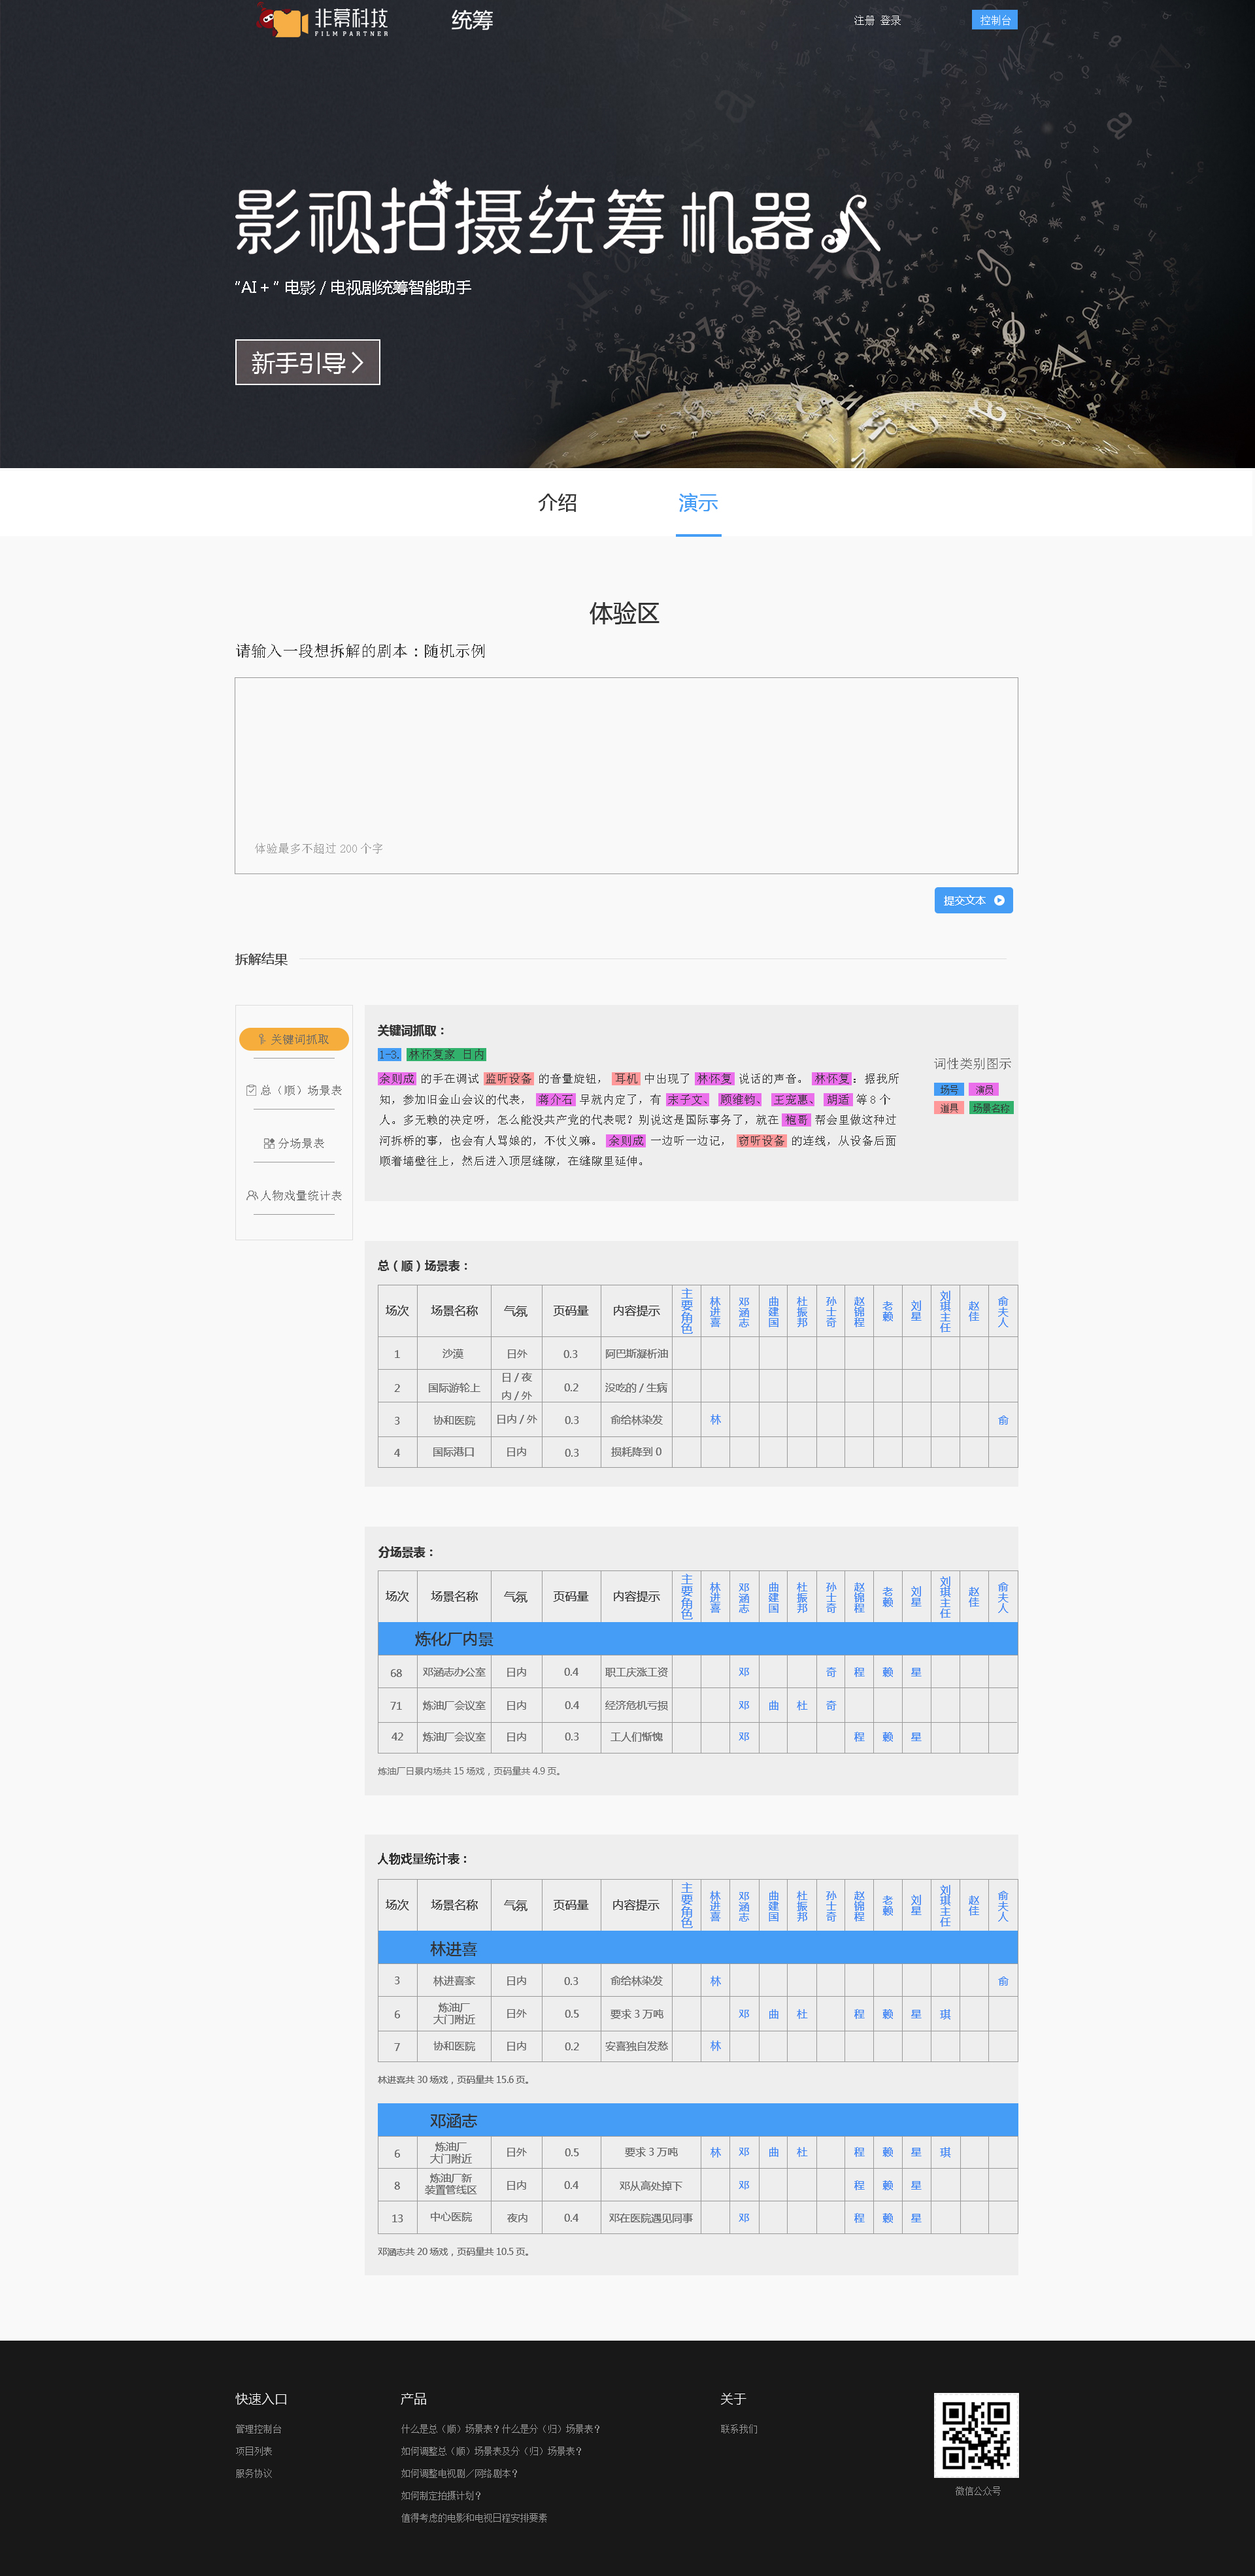 非幕科技
FILM PARTNER
统筹
注册 登录
控制台
影视拍摄统筹机器人
"AI + " 电影 / 电视剧统筹智能助手
新手引导 >
介绍
演示
体验区
请输入一段想拆解的剧本：随机示例
体验最多不超过 200 个字
提交文本
拆解结果
关键词抓取
总（顺）场景表
分场景表
人物戏量统计表
关键词抓取：
1-3. 林怀复家 日内
余则成 的手在调试 监听设备 的音量旋钮， 耳机 中出现了 林怀复 说话的声音。 林怀复： 据我所
知，参加旧金山会议的代表， 蒋介石 早就内定了，有 宋子文、 顾维钧、 王宠惠、 胡适 等 8 个
人。多无赖的决定呀，怎么能没共产党的代表呢？别说这是国际事务了，就在 袍哥 帮会里做这种过
河拆桥的事，也会有人骂娘的，不仗义嘛。 余则成 一边听一边记， 窃听设备 的连线，从设备后面
顺着墙壁往上，然后进入顶层缝隙，在缝隙里延伸。
词性类别图示
场号 演员
道具 场景名称
总（顺）场景表：
场次 场景名称 气氛 页码量 内容提示 主要角色 林进喜 邓涵志 曲建国 杜振邦 孙士奇 赵锦程 老赖 刘星 刘琪主任 赵佳 俞夫人
1 沙漠 日外 0.3 阿巴斯凝析油
2 国际游轮上 日 / 夜 内 / 外 0.2 没吃的 / 生病
3 协和医院 日内 / 外 0.3 俞给林染发 林 俞
4 国际港口 日内 0.3 损耗降到 0
分场景表：
场次 场景名称 气氛 页码量 内容提示 主要角色 林进喜 邓涵志 曲建国 杜振邦 孙士奇 赵锦程 老赖 刘星 刘琪主任 赵佳 俞夫人
炼化厂内景
68 邓涵志办公室 日内 0.4 职工庆涨工资 邓 奇 程 赖 星
71 炼油厂会议室 日内 0.4 经济危机亏损 邓 曲 杜 奇
42 炼油厂会议室 日内 0.3 工人们惭愧 邓 程 赖 星
炼油厂日景内场共 15 场戏，页码量共 4.9 页。
人物戏量统计表：
场次 场景名称 气氛 页码量 内容提示 主要角色 林进喜 邓涵志 曲建国 杜振邦 孙士奇 赵锦程 老赖 刘星 刘琪主任 赵佳 俞夫人
林进喜
3 林进喜家 日内 0.3 俞给林染发 林 俞
6 炼油厂 大门附近 日外 0.5 要求 3 万吨 邓 曲 杜 程 赖 星 琪
7 协和医院 日内 0.2 安喜独自发愁 林
林进喜共 30 场戏，页码量共 15.6 页。
邓涵志
6 炼油厂 大门附近 日外 0.5 要求 3 万吨 林 邓 曲 杜 程 赖 星 琪
8 炼油厂新 装置管线区 日内 0.4 邓从高处掉下 邓 程 赖 星
13 中心医院 夜内 0.4 邓在医院遇见同事 邓 程 赖 星
邓涵志共 20 场戏，页码量共 10.5 页。
快速入口
管理控制台
项目列表
服务协议
产品
什么是总（顺）场景表？什么是分（归）场景表？
如何调整总（顺）场景表及分（归）场景表？
如何调整电视剧／网络剧本？
如何制定拍摄计划？
值得考虑的电影和电视日程安排要素
关于
联系我们
微信公众号